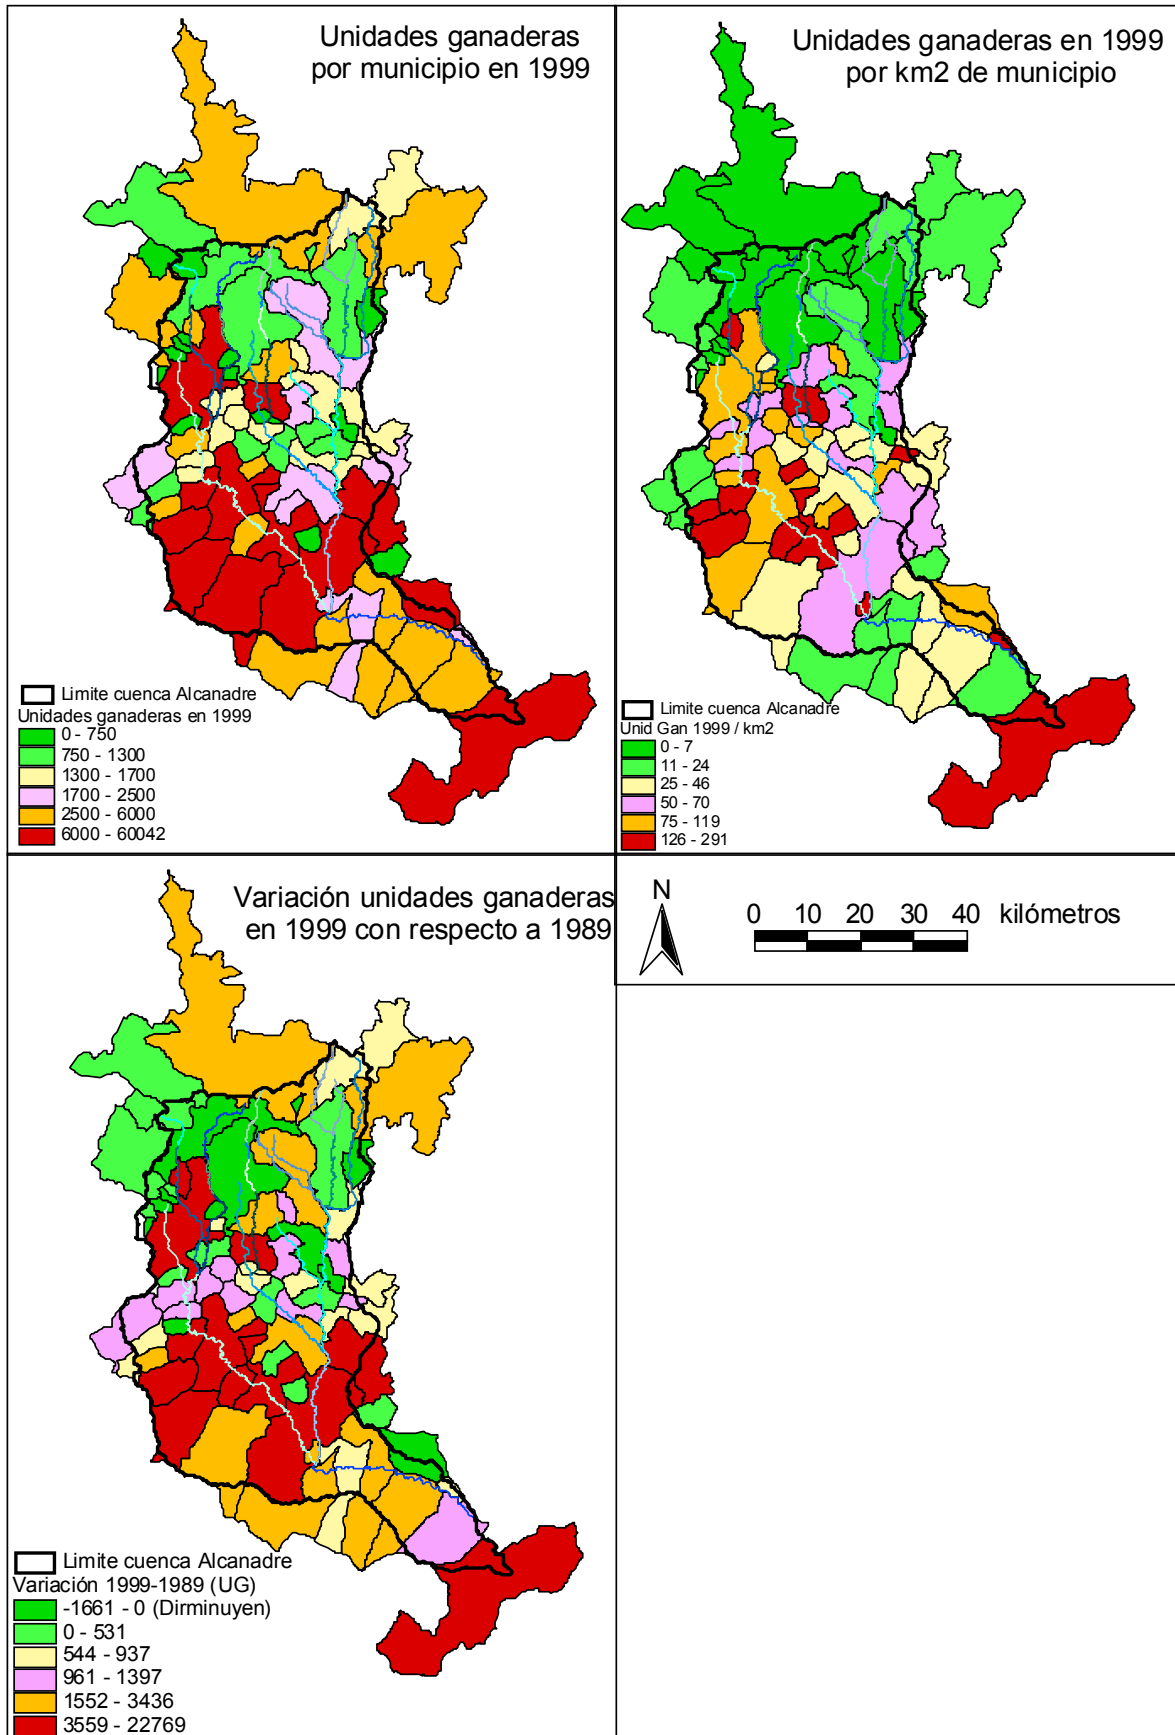 Unidades ganaderas
por municipio en 1999
Limite cuenca Alcanadre
Unidades ganaderas en 1999
0 - 750
750 - 1300
1300 - 1700
1700 - 2500
2500 - 6000
6000 - 60042
Unidades ganaderas en 1999
por km2 de municipio
Limite cuenca Alcanadre
Unid Gan 1999 / km2
0 - 7
11 - 24
25 - 46
50 - 70
75 - 119
126 - 291
Variación unidades ganaderas
en 1999 con respecto a 1989
Limite cuenca Alcanadre
Variación 1999-1989 (UG)
-1661 - 0 (Dirminuyen)
0 - 531
544 - 937
961 - 1397
1552 - 3436
3559 - 22769
N
0 10 20 30 40 kilómetros